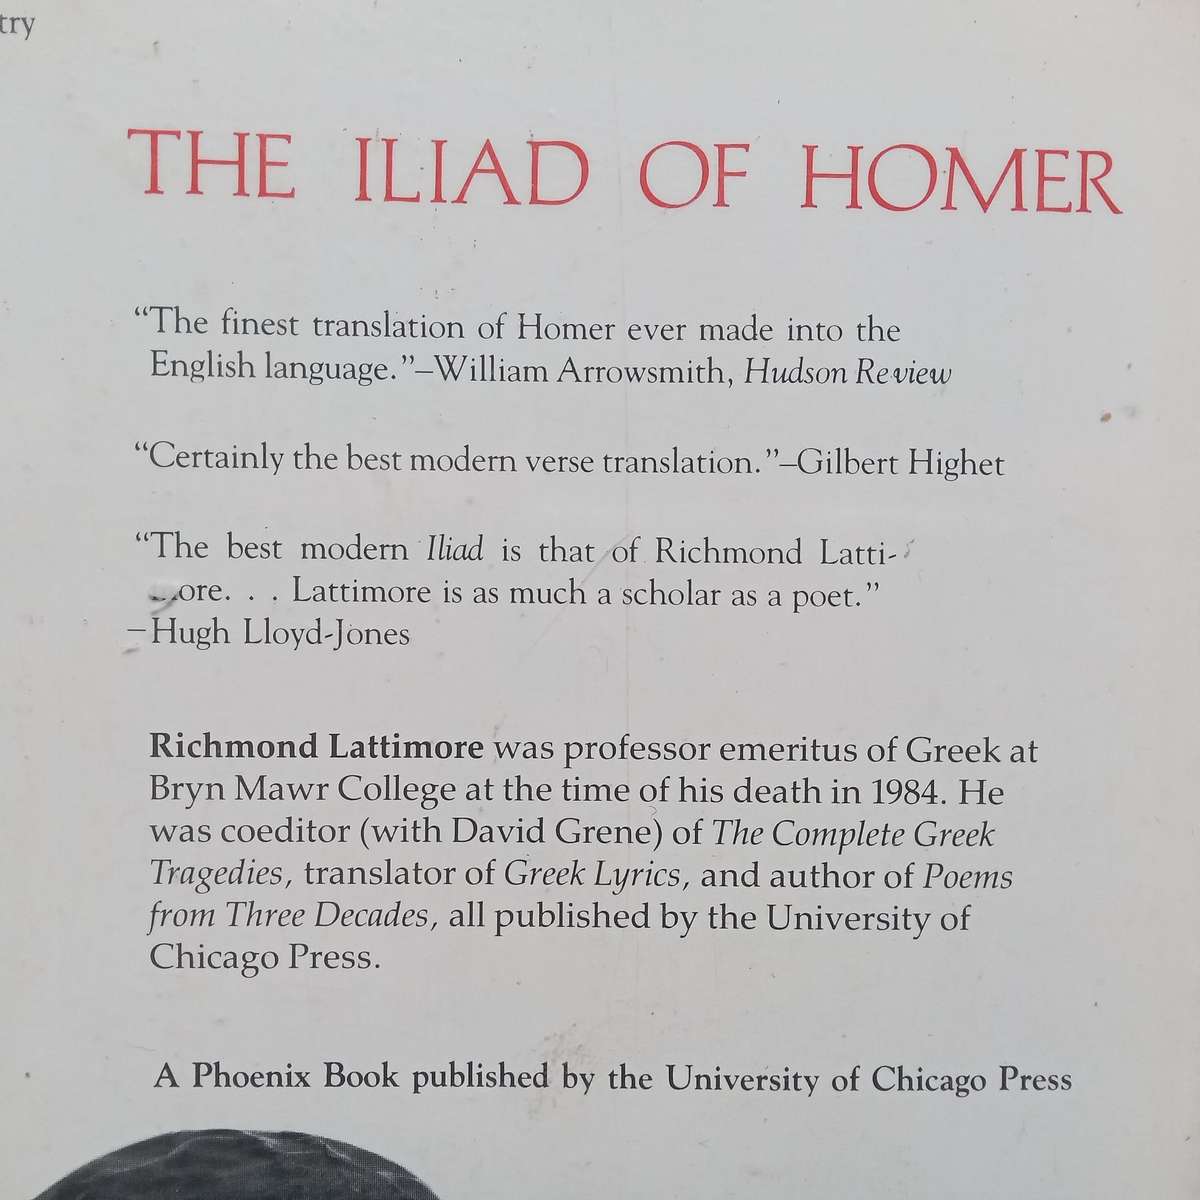 try
THE ILIAD OF HOMER
“The finest translation of Homer ever made into the
English language.”–William Arrowsmith, Hudson Review
“Certainly the best modern verse translation.”–Gilbert Highet
“The best modern Iliad is that of Richmond Latti-
ore. . . Lattimore is as much a scholar as a poet.”
–Hugh Lloyd-Jones
Richmond Lattimore was professor emeritus of Greek at
Bryn Mawr College at the time of his death in 1984. He
was coeditor (with David Grene) of The Complete Greek
Tragedies, translator of Greek Lyrics, and author of Poems
from Three Decades, all published by the University of
Chicago Press.
A Phoenix Book published by the University of Chicago Press